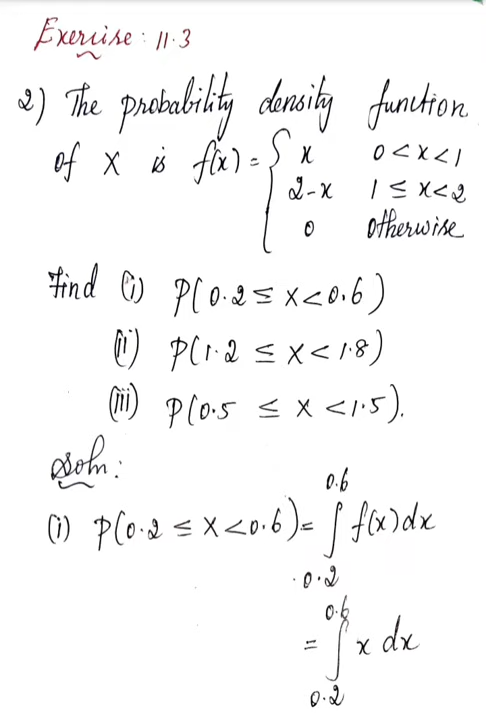 Exercise: 11.3
2) The probability density function
of X is f(x) = { x 0<x<1
2-x 1 ≤ x<2
0 otherwise
Find (i) P(0.2 ≤ X<0.6)
(ii) P(1.2 ≤ X< 1.8)
(iii) P(0.5 ≤ X <1.5).
Soln:
(i) P(0.2 ≤ X<0.6) = ∫_{0.2}^{0.6} f(x) dx
= ∫_{0.2}^{0.6} x dx